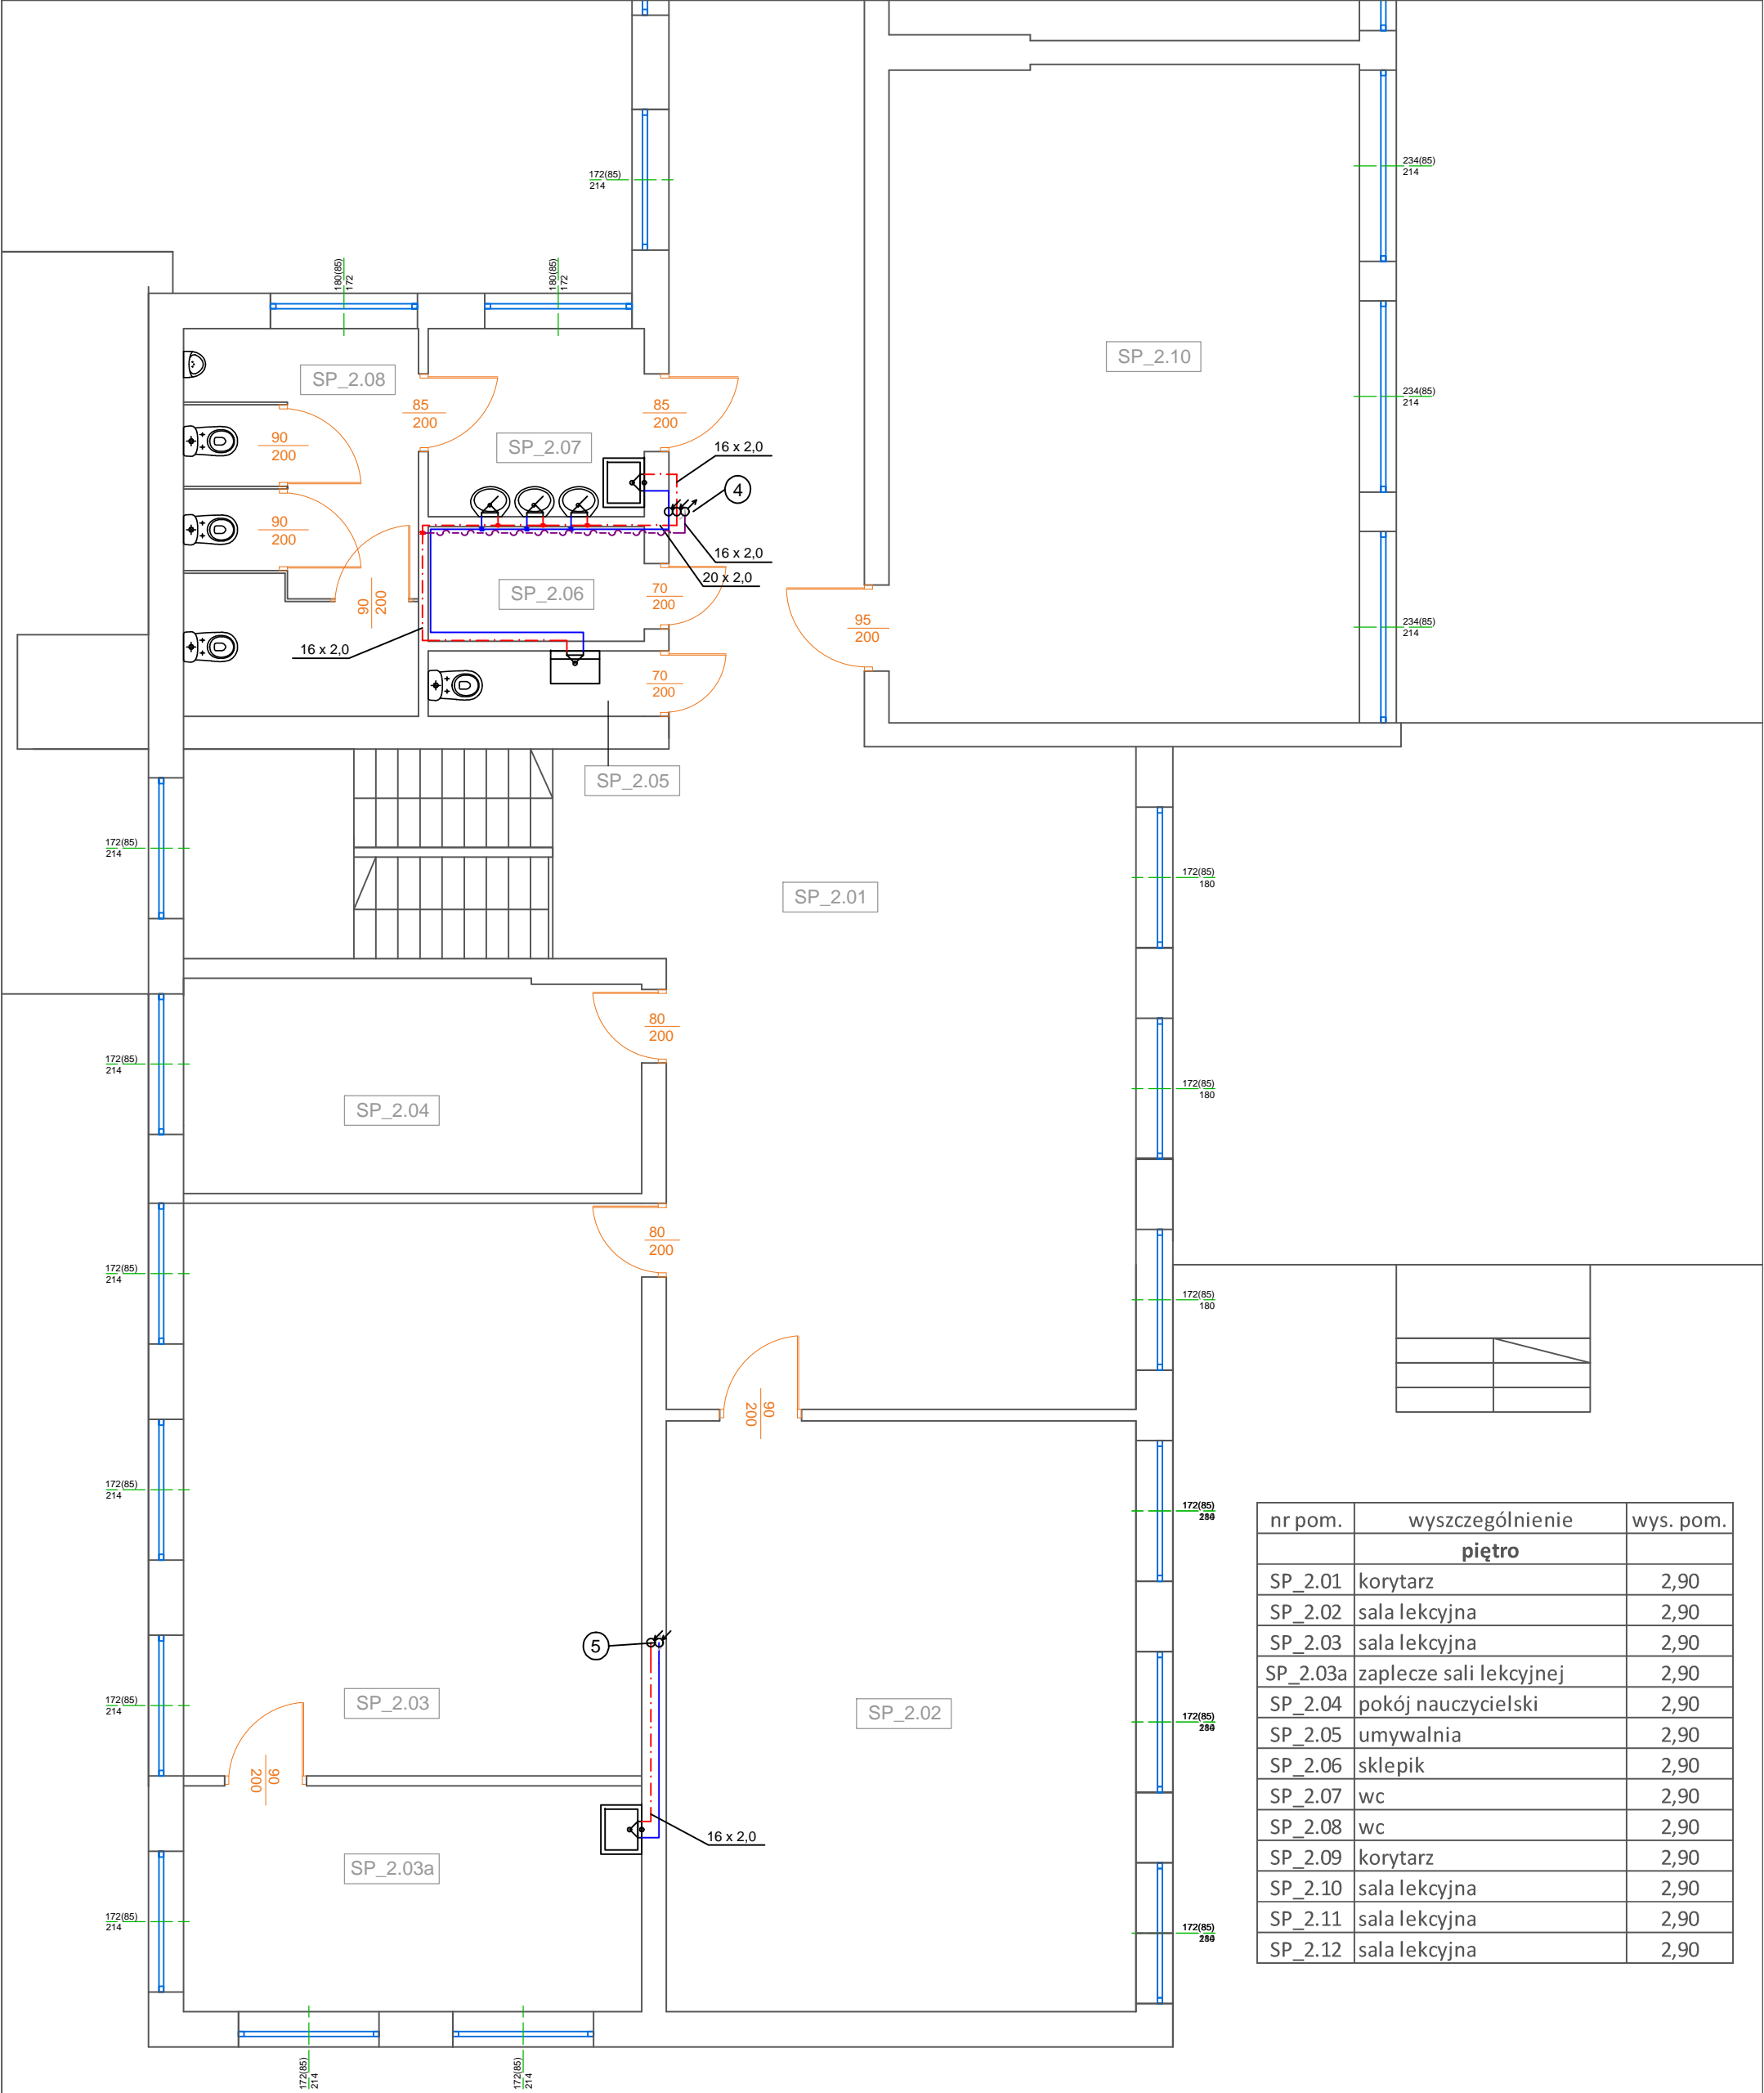 172(85)
214
234(85)
214
180(85)
172
180(85)
172
SP_2.10
234(85)
214
SP_2.08
85
200
85
200
90
200
SP_2.07
16 x 2,0
4
90
200
16 x 2,0
20 x 2,0
SP_2.06
70
200
90
200
95
200
234(85)
214
16 x 2,0
70
200
SP_2.05
172(85)
214
172(85)
180
SP_2.01
80
200
172(85)
214
172(85)
180
SP_2.04
80
200
172(85)
214
172(85)
180
90
200
172(85)
214
172(85)
nr pom. wyszczególnienie wys. pom.
piętro
SP_2.01 korytarz 2,90
SP_2.02 sala lekcyjna 2,90
SP_2.03 sala lekcyjna 2,90
SP_2.03a zaplecze sali lekcyjnej 2,90
SP_2.04 pokój nauczycielski 2,90
SP_2.05 umywalnia 2,90
SP_2.06 sklepik 2,90
SP_2.07 wc 2,90
SP_2.08 wc 2,90
SP_2.09 korytarz 2,90
SP_2.10 sala lekcyjna 2,90
SP_2.11 sala lekcyjna 2,90
SP_2.12 sala lekcyjna 2,90
5
SP_2.03
172(85)
214
SP_2.02
172(85)
90
200
16 x 2,0
SP_2.03a
172(85)
214
172(85)
172(85)
214
172(85)
214